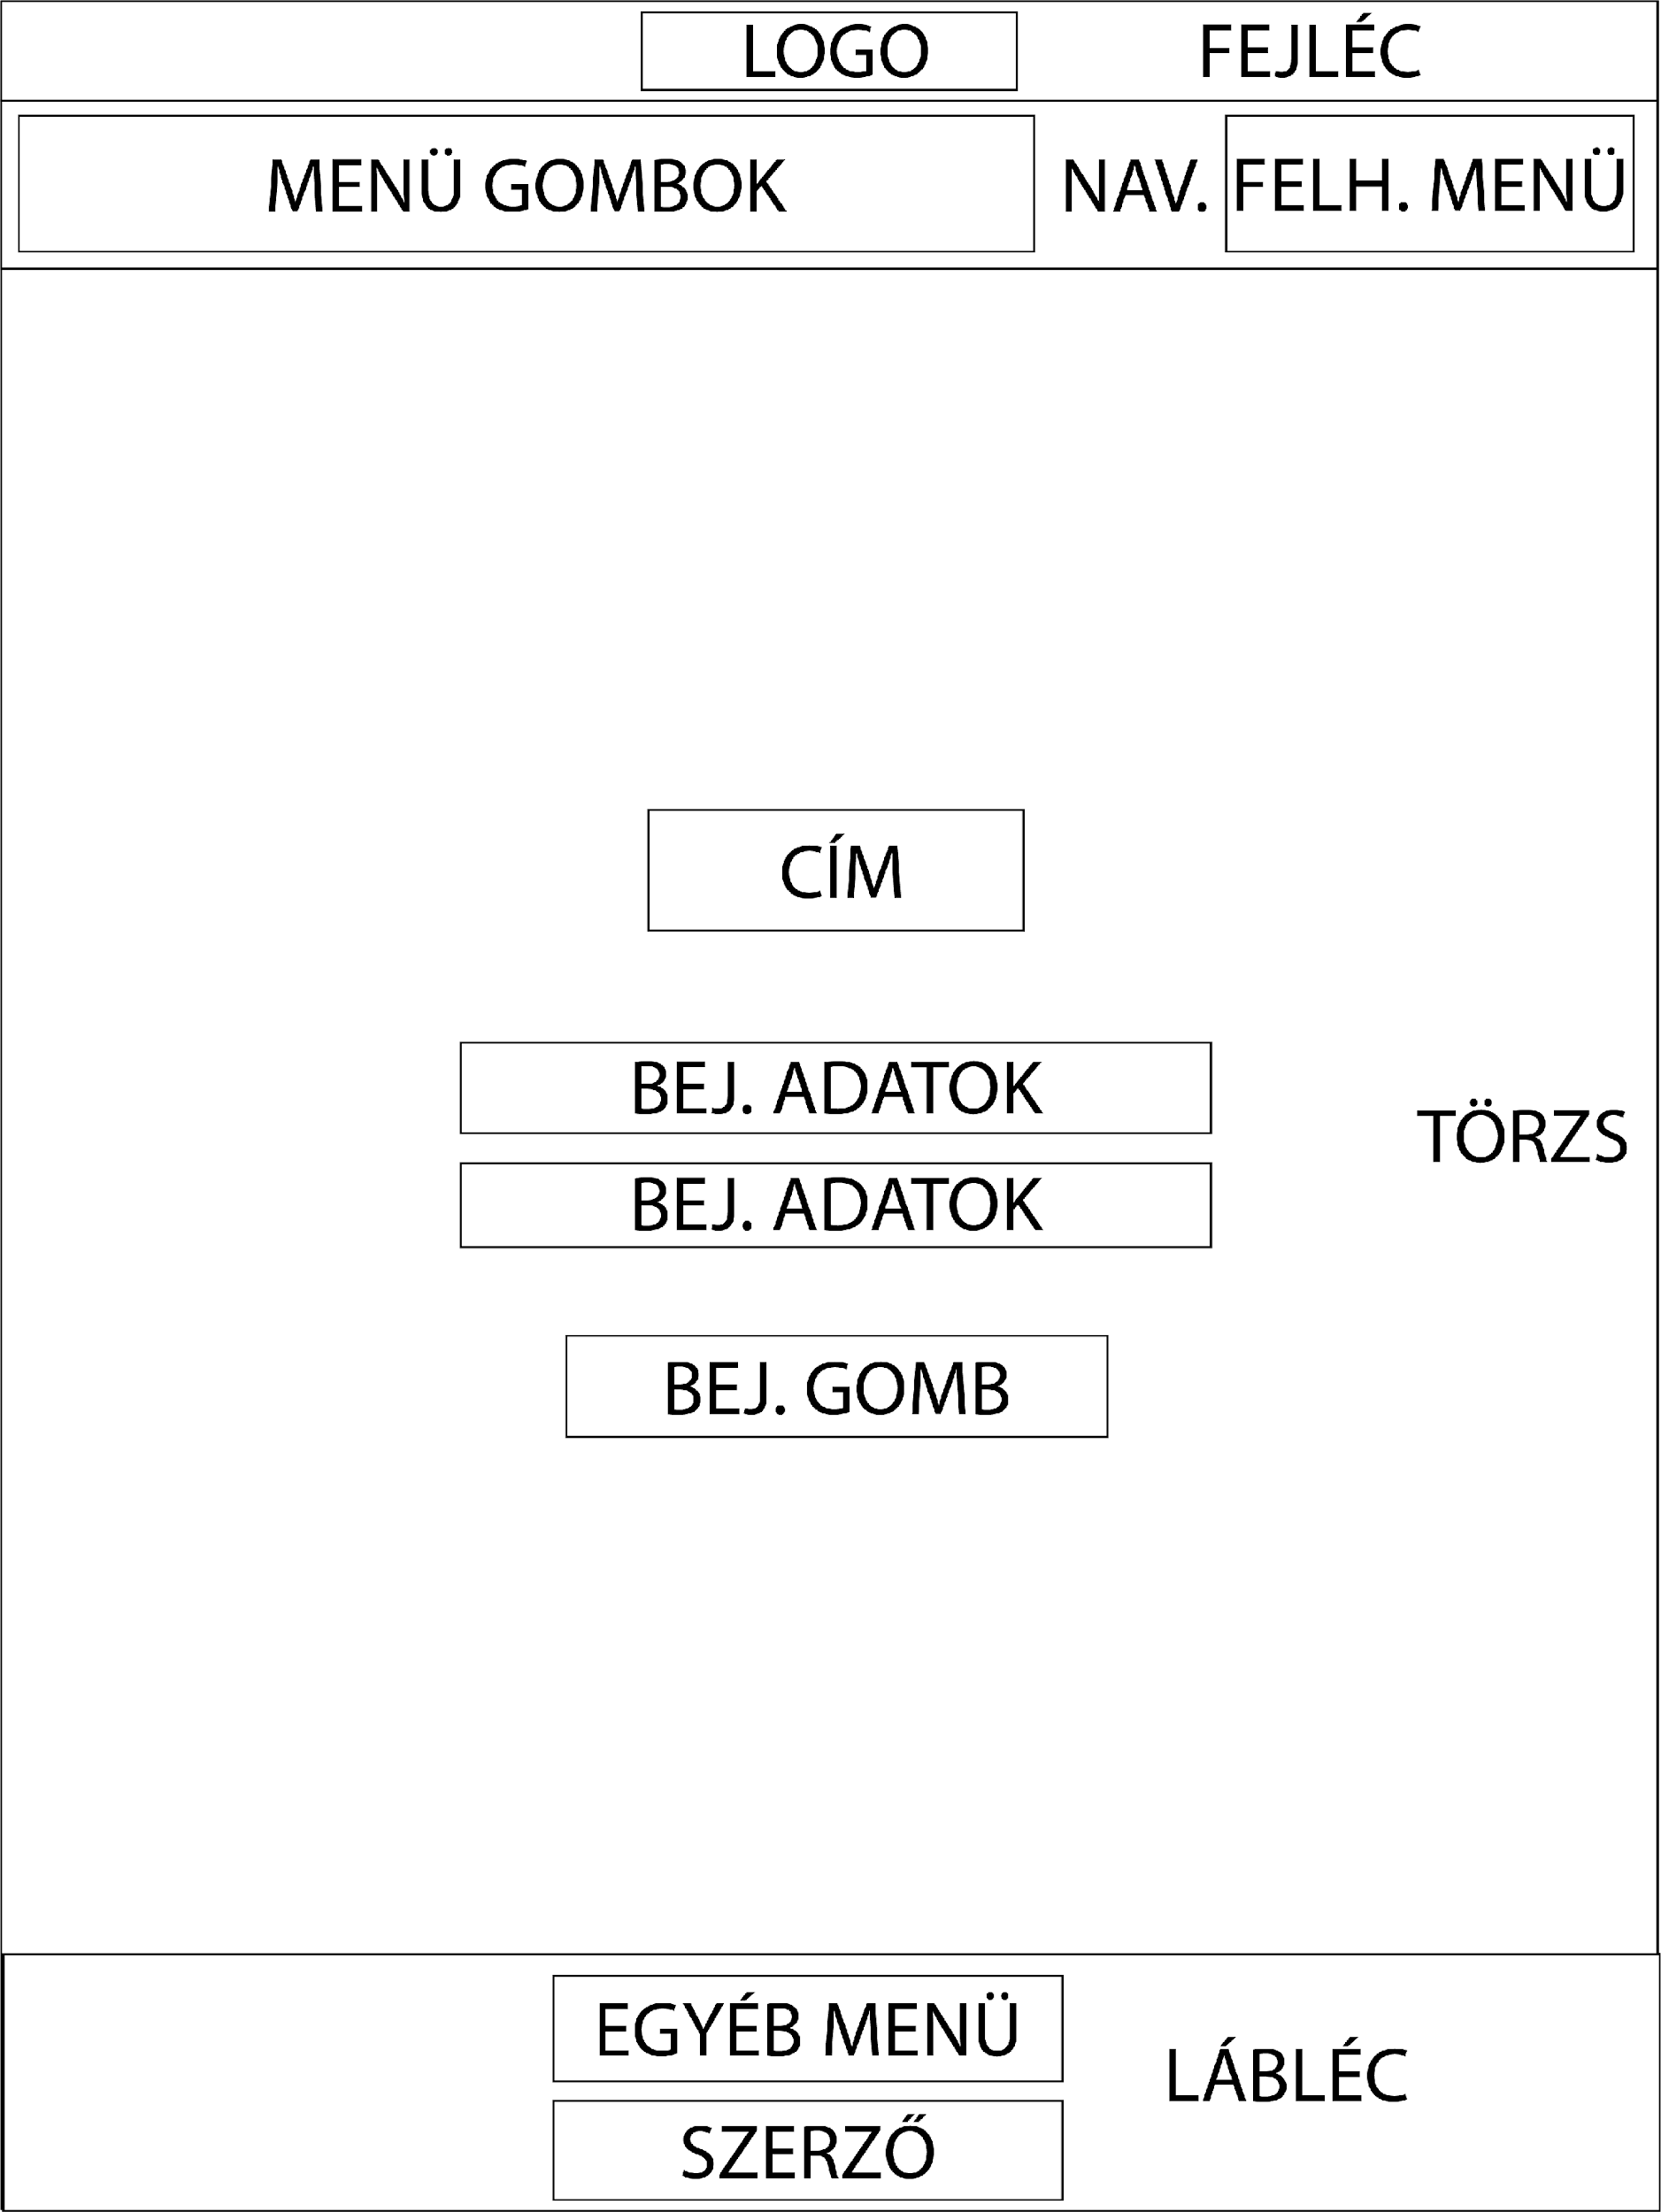 LOGO
FEJLÉC
MENÜ GOMBOK
NAV.
FELH. MENÜ
CÍM
BEJ. ADATOK
TÖRZS
BEJ. ADATOK
BEJ. GOMB
EGYÉB MENÜ
LÁBLÉC
SZERZŐ